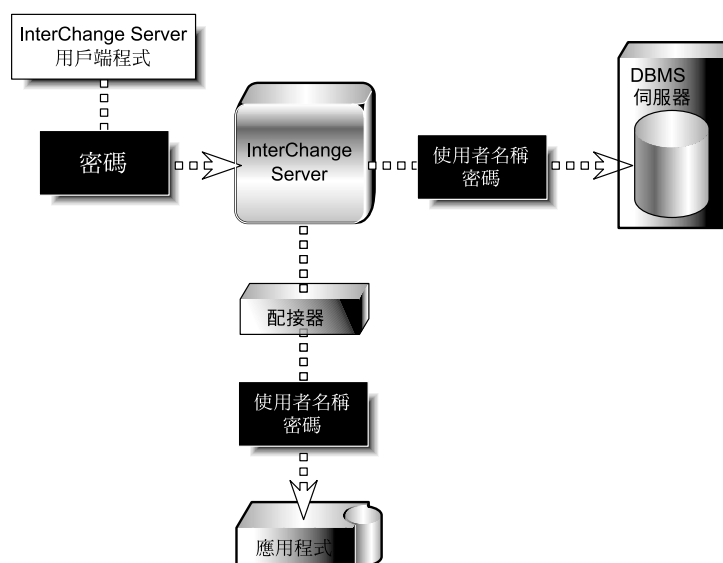 InterChange Server
用戶端程式
密碼
InterChange
Server
使用者名稱
密碼
DBMS
伺服器
配接器
使用者名稱
密碼
應用程式